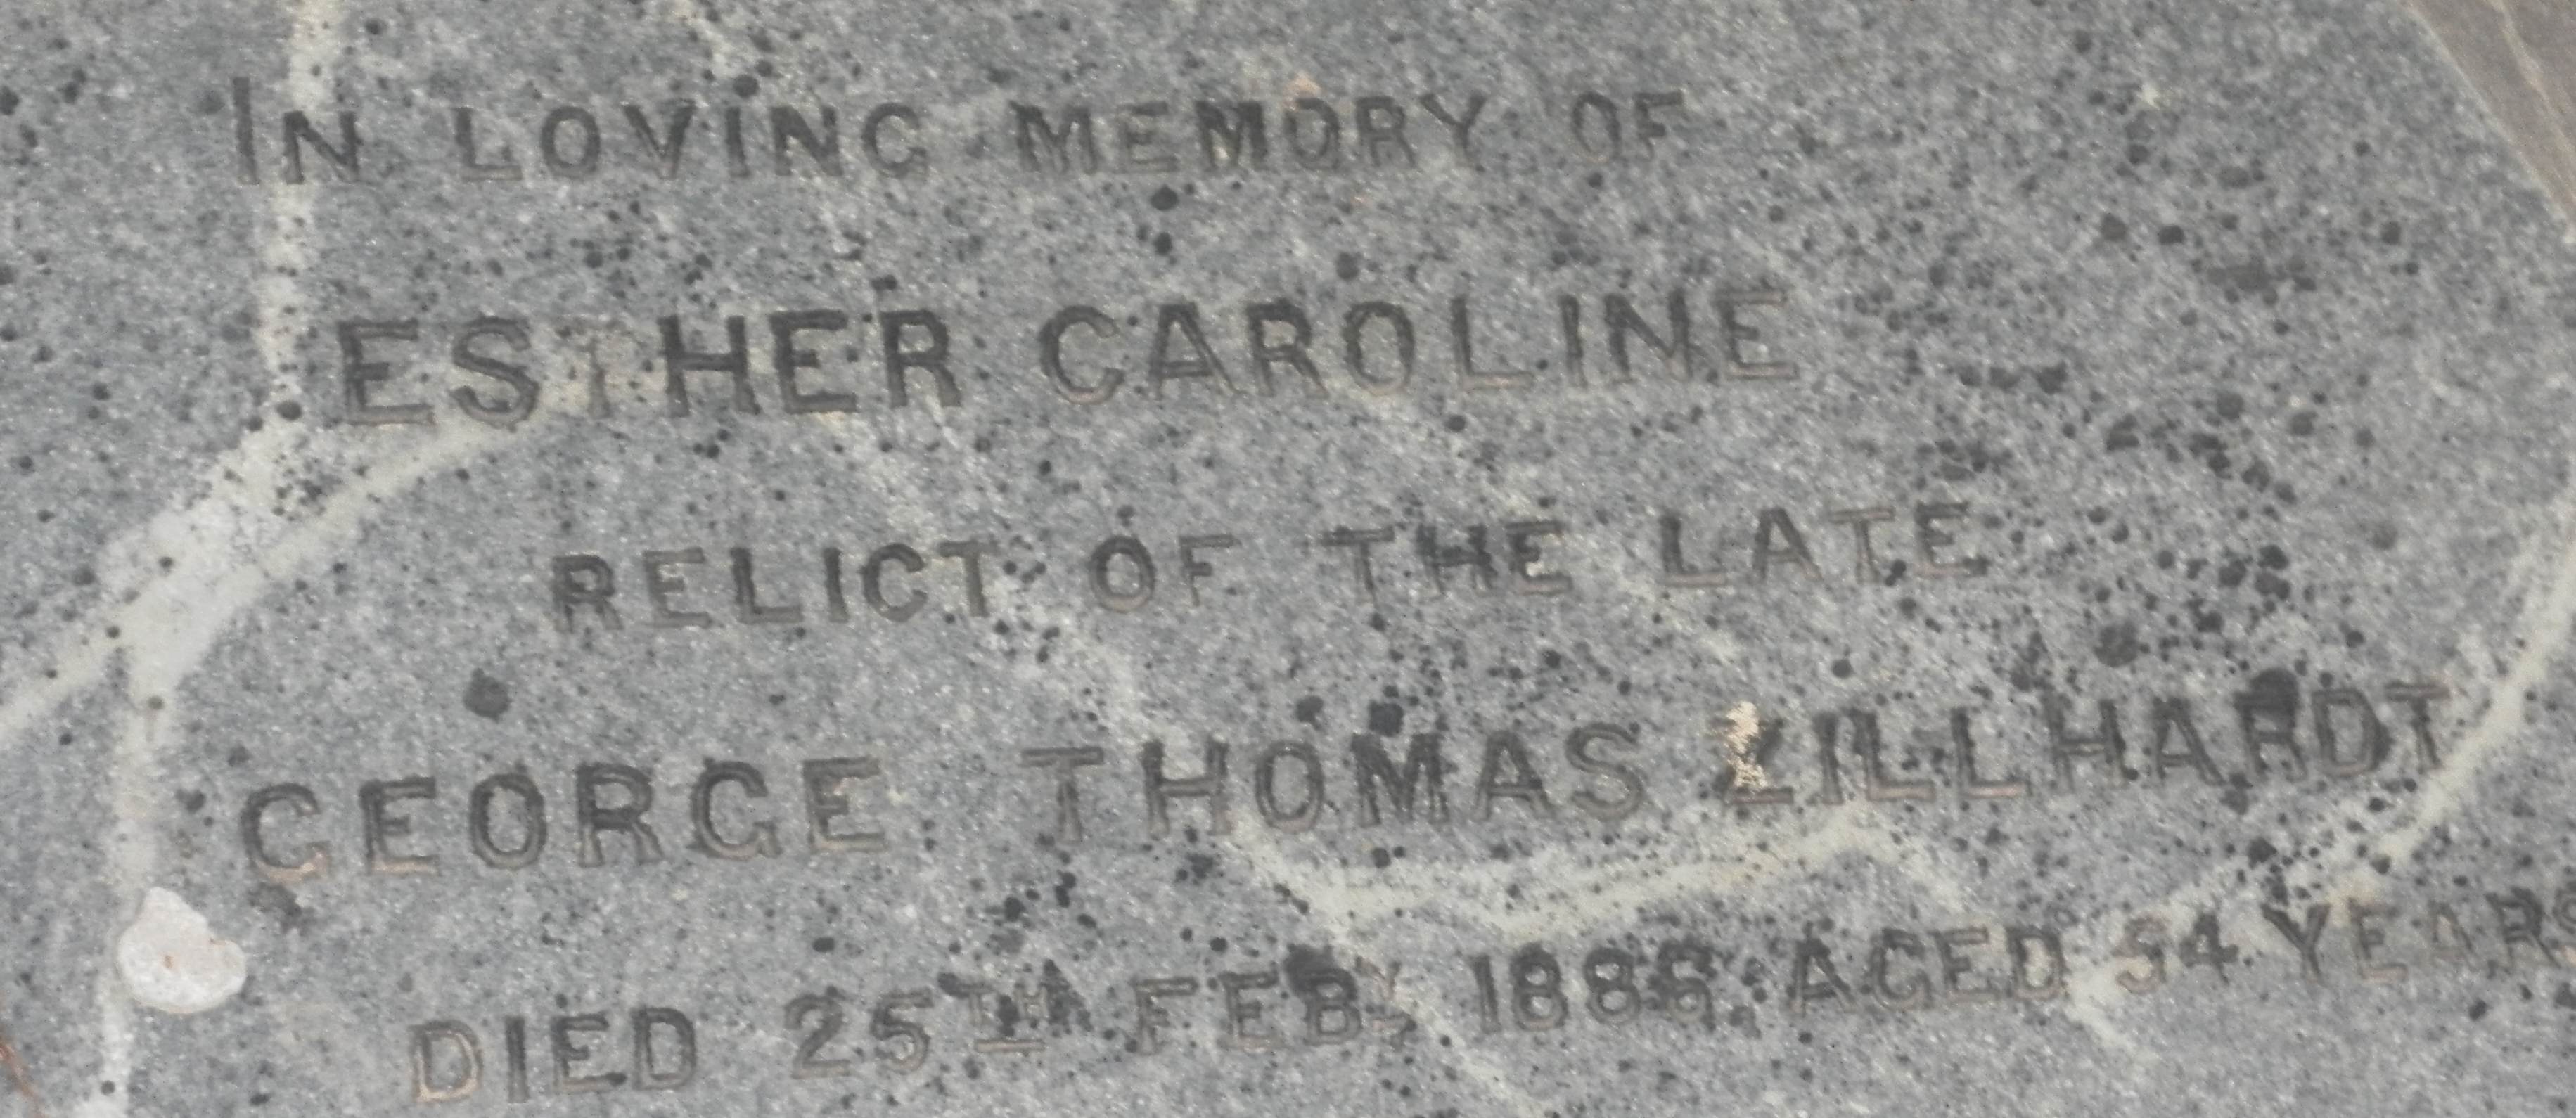 IN LOVING MEMORY OF
ESTHER CAROLINE
RELICT OF THE LATE
GEORGE THOMAS ZILLHARDT
DIED 25TH FEBY 1886, AGED 54 YEARS